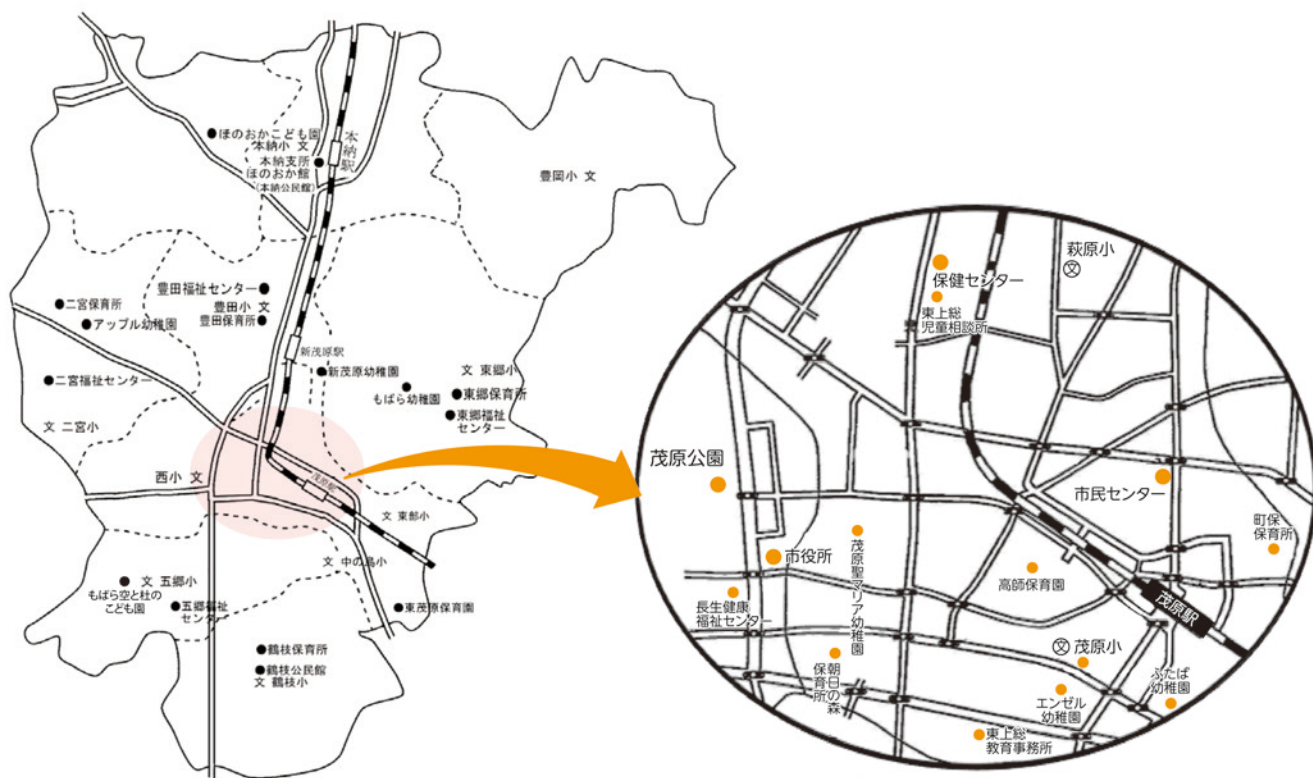 ほのおかこども園
本納小 文
本納支所
ほのおか館
(本納公民館)
本納駅
豊岡小 文
豊田福祉センター
豊田小 文
豊田保育所
二宮保育所
アップル幼稚園
新茂原駅
新茂原幼稚園
もばら幼稚園
文 東郷小
東郷保育所
東郷福祉
センター
二宮福祉センター
文 二宮小
西小 文
茂原駅
文 東部小
文 中の島小
文 五郷小
もばら空と杜の
こども園
五郷福祉
センター
東茂原保育園
鶴枝保育所
鶴枝公民館
文 鶴枝小
萩原小
文
保健センター
東上総
児童相談所
茂原公園
市民センター
町保
保育所
市役所
茂原聖マリア幼稚園
高師保育園
長生健康
福祉センター
茂原駅
文 茂原小
朝日の森
保育所
エンゼル
幼稚園
ふたば
幼稚園
東上総
教育事務所